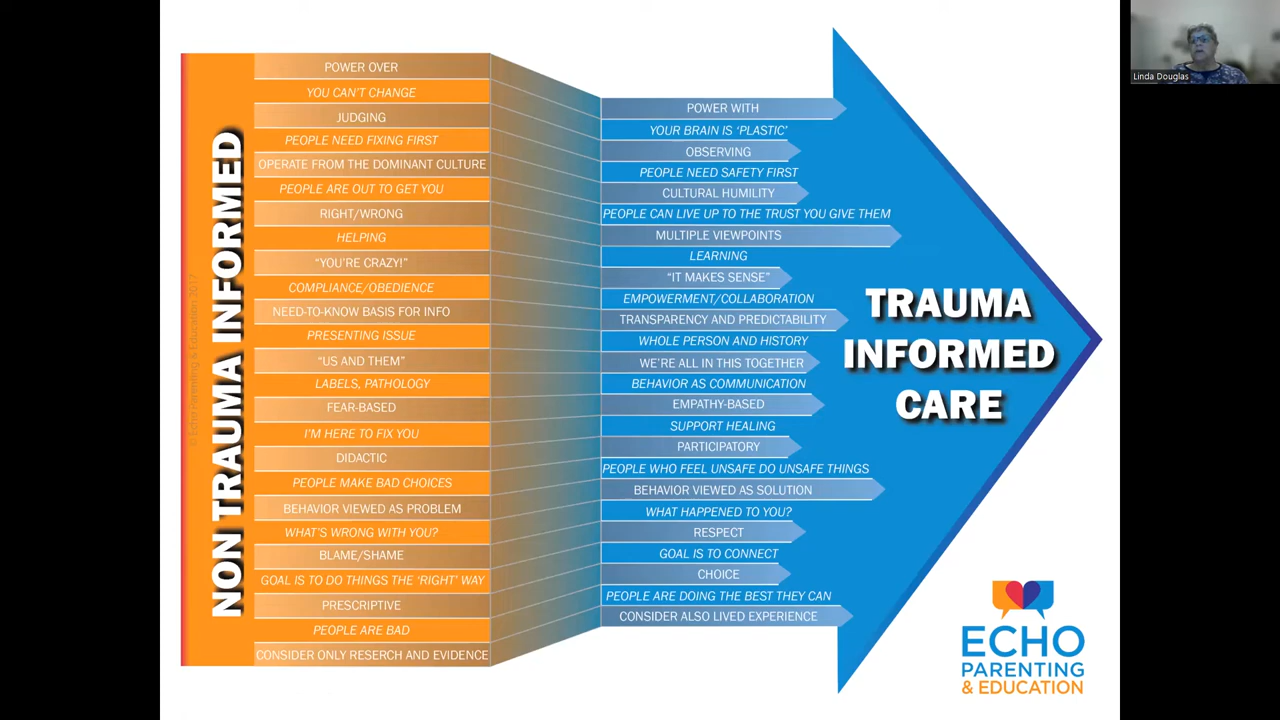 Linda Douglas
NON TRAUMA INFORMED
POWER OVER
YOU CAN'T CHANGE
JUDGING
PEOPLE NEED FIXING FIRST
OPERATE FROM THE DOMINANT CULTURE
PEOPLE ARE OUT TO GET YOU
RIGHT/WRONG
HELPING
“YOU'RE CRAZY!”
COMPLIANCE/OBEDIENCE
NEED-TO-KNOW BASIS FOR INFO
PRESENTING ISSUE
“US AND THEM”
LABELS, PATHOLOGY
FEAR-BASED
I'M HERE TO FIX YOU
DIDACTIC
PEOPLE MAKE BAD CHOICES
BEHAVIOR VIEWED AS PROBLEM
WHAT'S WRONG WITH YOU?
BLAME/SHAME
GOAL IS TO DO THINGS THE ‘RIGHT’ WAY
PRESCRIPTIVE
PEOPLE ARE BAD
CONSIDER ONLY RESERCH AND EVIDENCE
POWER WITH
YOUR BRAIN IS ‘PLASTIC’
OBSERVING
PEOPLE NEED SAFETY FIRST
CULTURAL HUMILITY
PEOPLE CAN LIVE UP TO THE TRUST YOU GIVE THEM
MULTIPLE VIEWPOINTS
LEARNING
“IT MAKES SENSE”
EMPOWERMENT/COLLABORATION
TRANSPARENCY AND PREDICTABILITY
WHOLE PERSON AND HISTORY
WE'RE ALL IN THIS TOGETHER
BEHAVIOR AS COMMUNICATION
EMPATHY-BASED
SUPPORT HEALING
PARTICIPATORY
PEOPLE WHO FEEL UNSAFE DO UNSAFE THINGS
BEHAVIOR VIEWED AS SOLUTION
WHAT HAPPENED TO YOU?
RESPECT
GOAL IS TO CONNECT
CHOICE
PEOPLE ARE DOING THE BEST THEY CAN
CONSIDER ALSO LIVED EXPERIENCE
TRAUMA
INFORMED
CARE
© Echo Parenting & Education 2017
ECHO
PARENTING
& EDUCATION